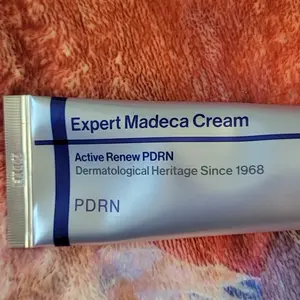 Expert Madeca Cream
Active Renew PDRN
Dermatological Heritage Since 1968
PDRN